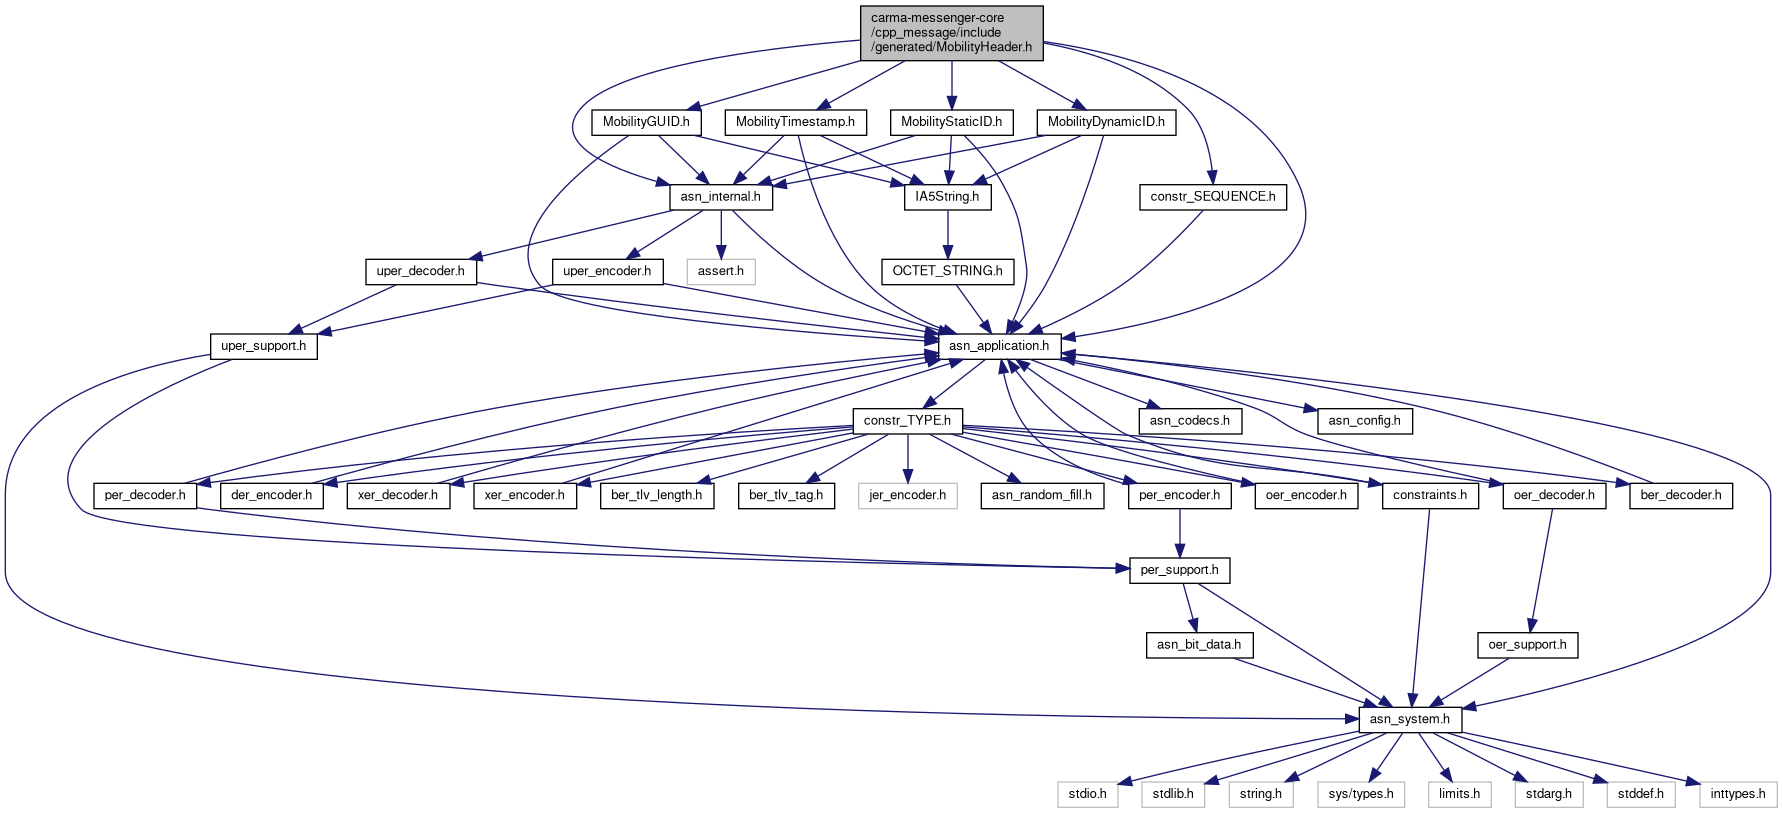 carma-messenger-core
/cpp_message/include
/generated/MobilityHeader.h
MobilityGUID.h
MobilityTimestamp.h
MobilityStaticID.h
MobilityDynamicID.h
asn_internal.h
IA5String.h
constr_SEQUENCE.h
uper_decoder.h
uper_encoder.h
assert.h
OCTET_STRING.h
uper_support.h
asn_application.h
constr_TYPE.h
asn_codecs.h
asn_config.h
per_decoder.h
der_encoder.h
xer_decoder.h
xer_encoder.h
ber_tlv_length.h
ber_tlv_tag.h
jer_encoder.h
asn_random_fill.h
per_encoder.h
oer_encoder.h
constraints.h
oer_decoder.h
ber_decoder.h
per_support.h
asn_bit_data.h
oer_support.h
asn_system.h
stdio.h
stdlib.h
string.h
sys/types.h
limits.h
stdarg.h
stddef.h
inttypes.h